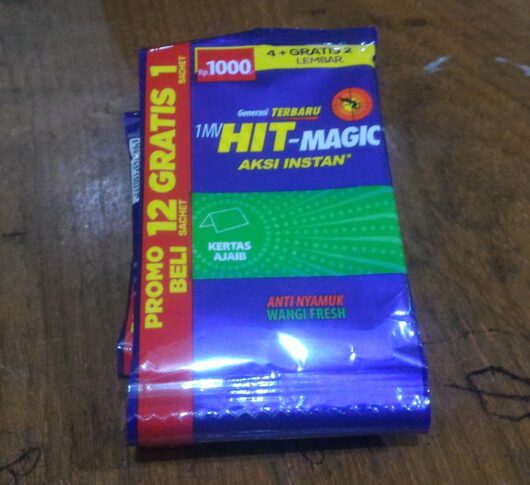 Rp.1000
4 + GRATIS 2
LEMBAR
Generasi TERBARU
1 MV HIT-MAGIC
AKSI INSTAN*
KERTAS
AJAIB
ANTI NYAMUK
WANGI FRESH
PROMO 12 GRATIS 1
BELI SACHET SACHET